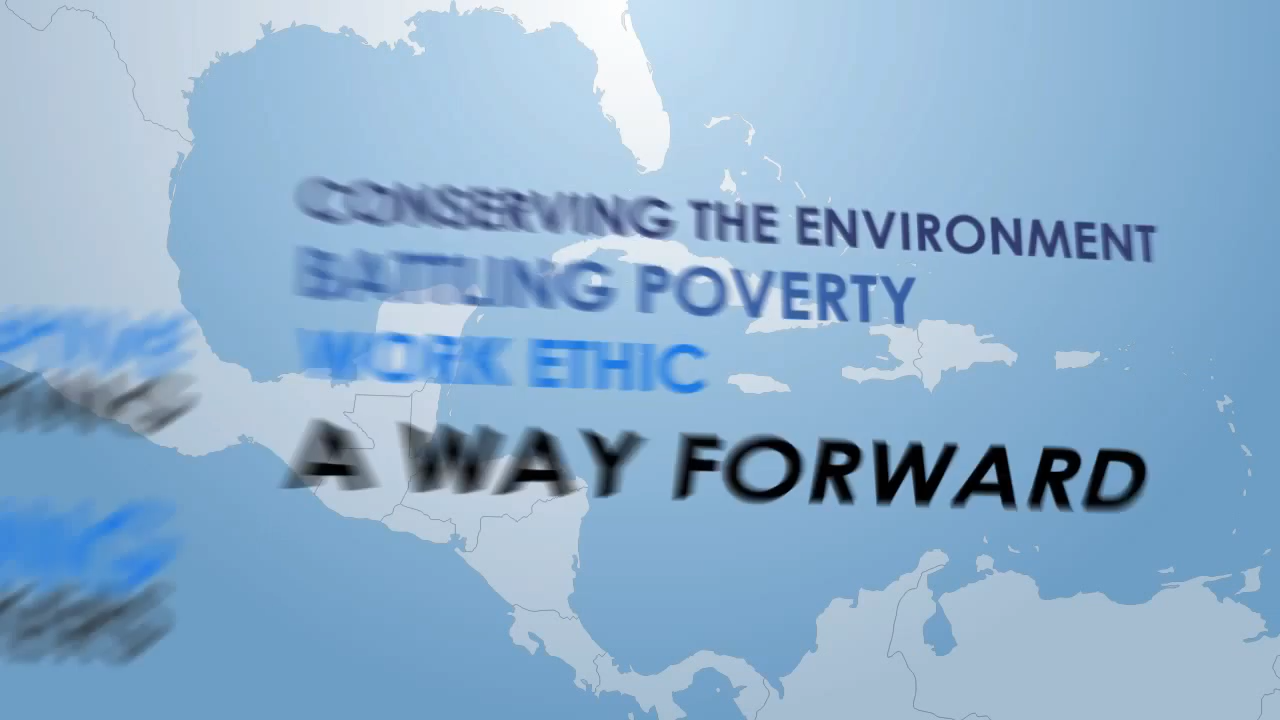 CONSERVING THE ENVIRONMENT
BATTLING POVERTY
WORK ETHIC
A WAY FORWARD